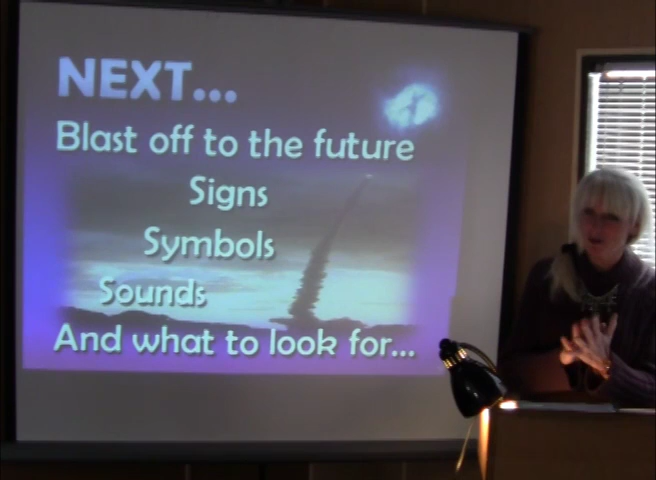 NEXT...
Blast off to the future
Signs
Symbols
Sounds
And what to look for...